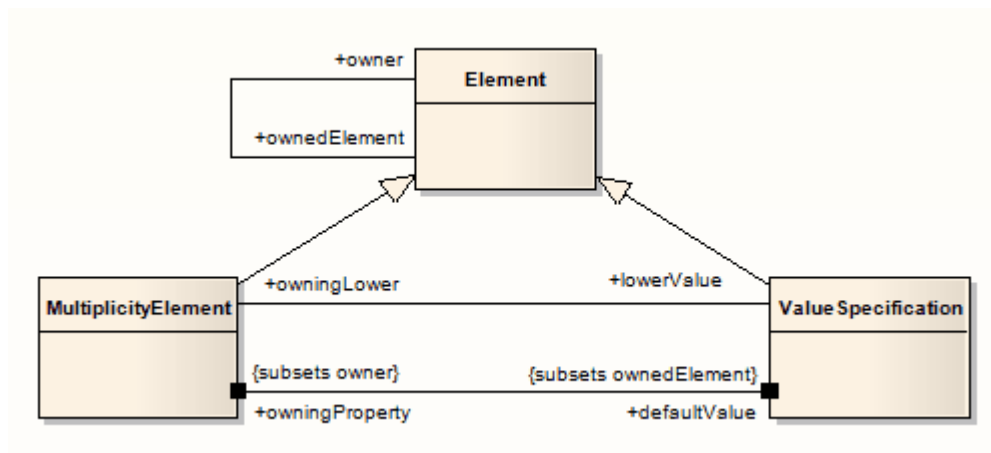 +owner
Element
+ownedElement
+owningLower
+lowerValue
MultiplicityElement
ValueSpecification
{subsets owner}
{subsets ownedElement}
+owningProperty
+defaultValue